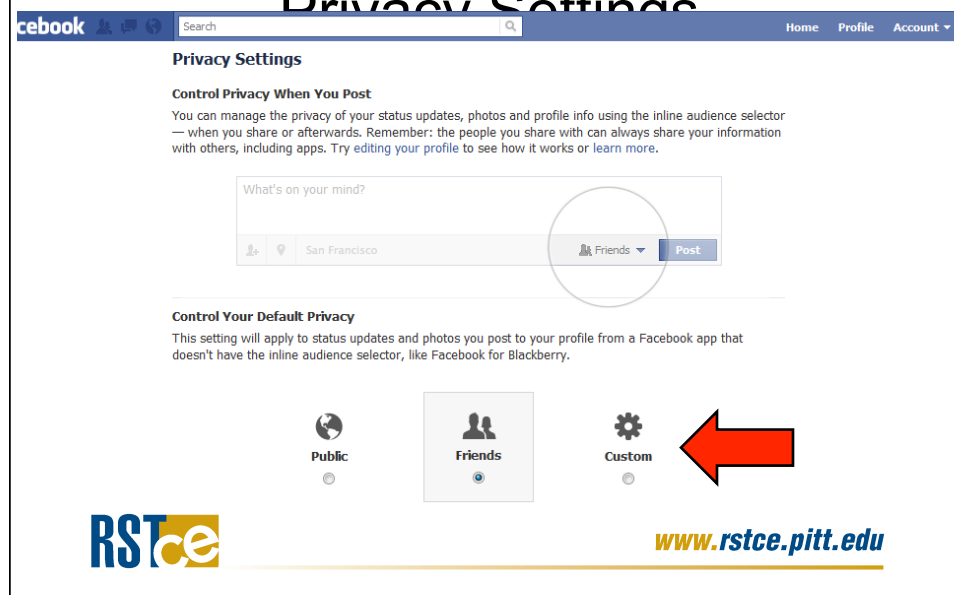 Privacy Settings
cebook
Search
Home Profile Account
Privacy Settings
Control Privacy When You Post
You can manage the privacy of your status updates, photos and profile info using the inline audience selector
— when you share or afterwards. Remember: the people you share with can always share your information
with others, including apps. Try editing your profile to see how it works or learn more.
What's on your mind?
San Francisco
Friends
Post
Control Your Default Privacy
This setting will apply to status updates and photos you post to your profile from a Facebook app that
doesn't have the inline audience selector, like Facebook for Blackberry.
Public
Friends
Custom
RSTce
www.rstce.pitt.edu